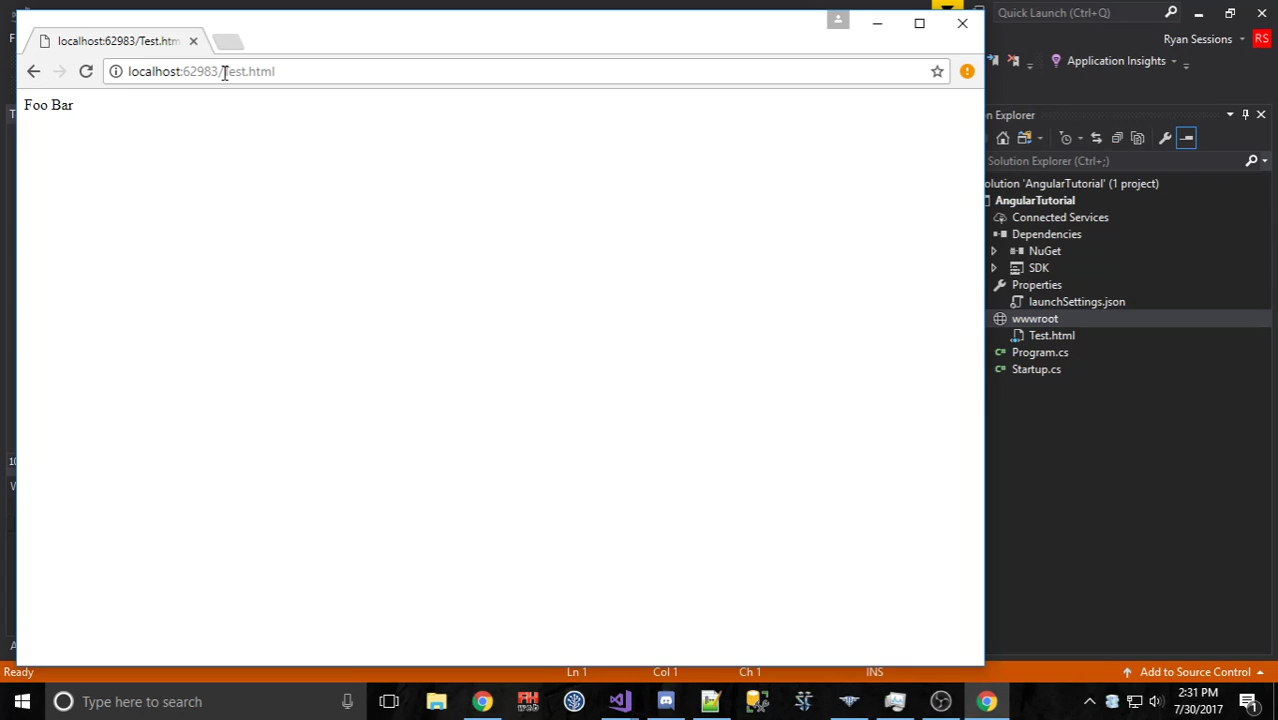 Quick Launch (Ctrl+Q)
localhost:62983/Test.htm
Ryan Sessions
RS
localhost:62983/Test.html
Application Insights
Foo Bar
Explorer
Solution Explorer (Ctrl+;)
olution 'AngularTutorial' (1 project)
AngularTutorial
Connected Services
Dependencies
NuGet
SDK
Properties
launchSettings.json
wwwroot
Test.html
C# Program.cs
C# Startup.cs
Ready
Ln 1
Col 1
Ch 1
INS
Add to Source Control
Type here to search
2:31 PM
7/30/2017